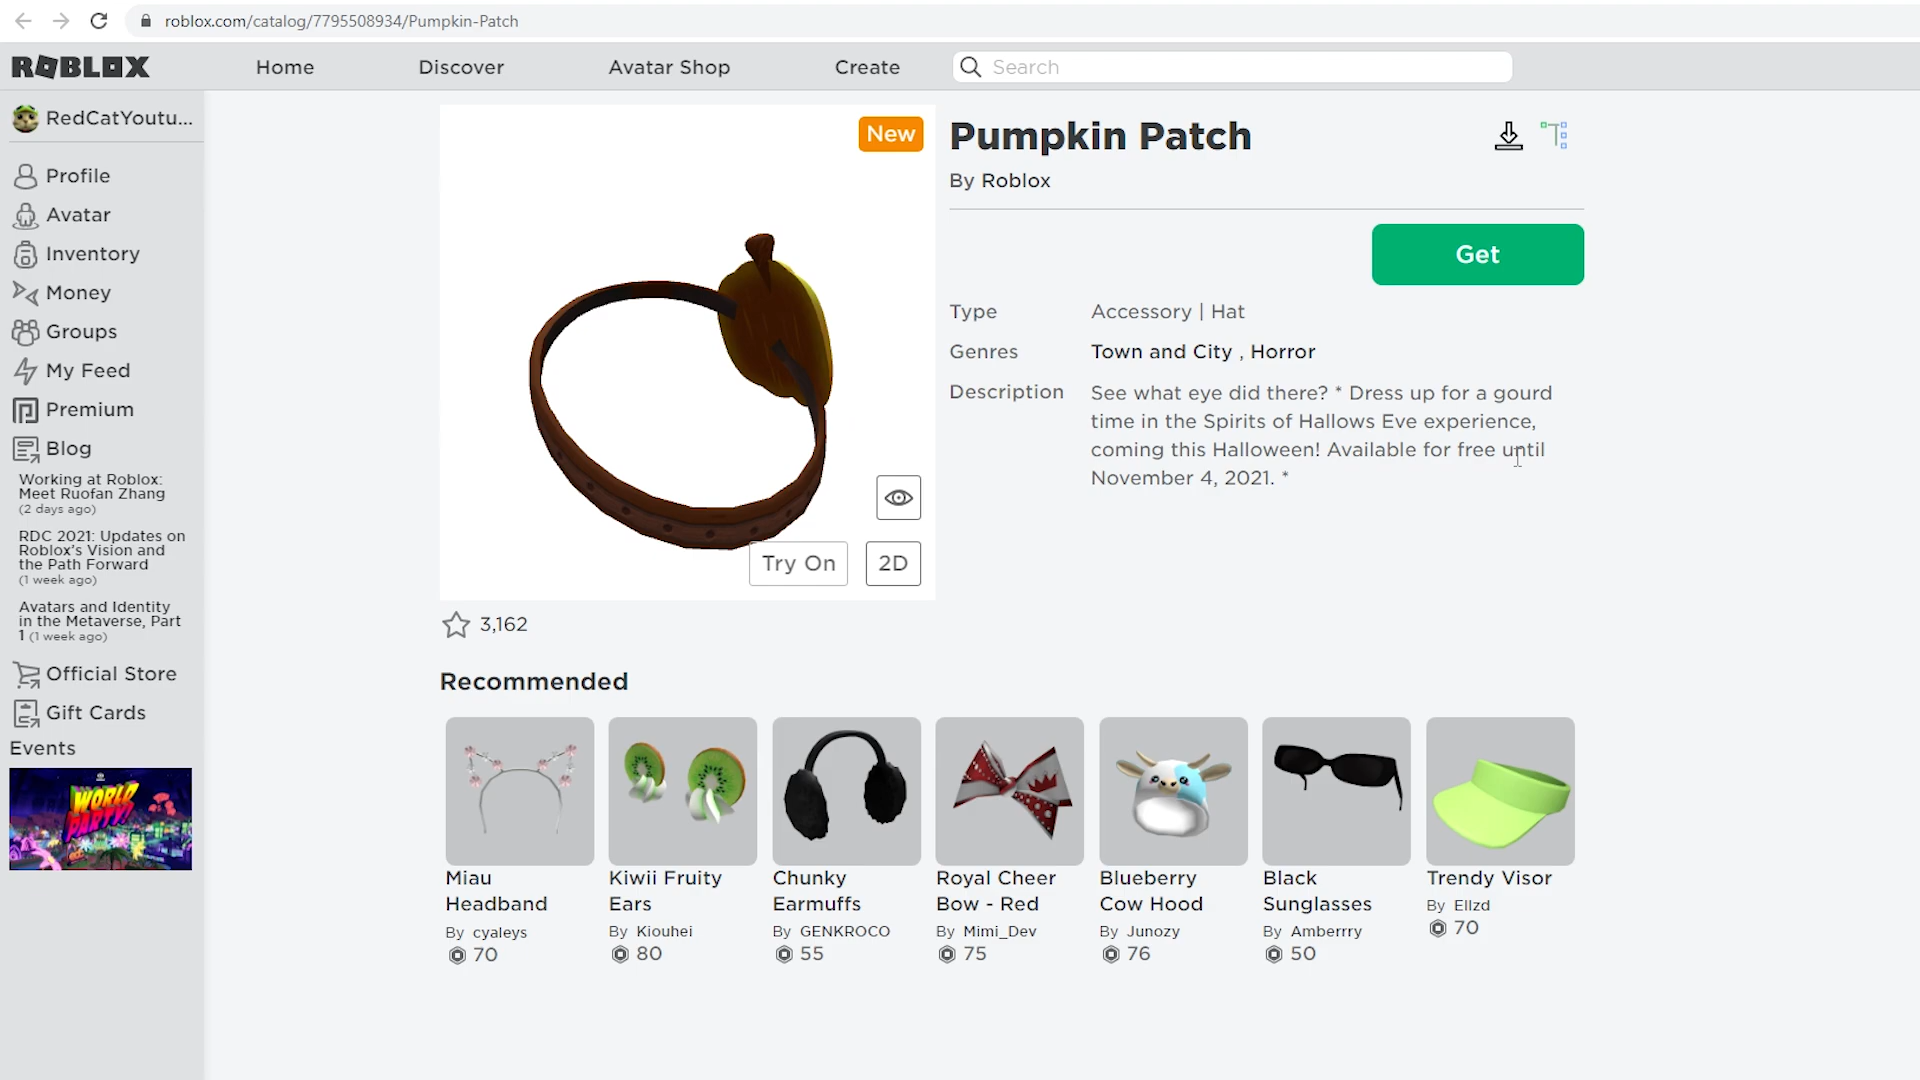 roblox.com/catalog/7795508934/Pumpkin-Patch
ROBLOX
Home
Discover
Avatar Shop
Create
Search
RedCatYoutu...
Profile
Avatar
Inventory
Money
Groups
My Feed
Premium
Blog
Working at Roblox:
Meet Ruofan Zhang
(2 days ago)
RDC 2021: Updates on
Roblox's Vision and
the Path Forward
(1 week ago)
Avatars and Identity
in the Metaverse, Part
1 (1 week ago)
Official Store
Gift Cards
Events
WORLD
PARTY!
New
Try On
2D
3,162
Pumpkin Patch
By Roblox
Get
Type
Accessory | Hat
Genres
Town and City , Horror
Description
See what eye did there? * Dress up for a gourd
time in the Spirits of Hallows Eve experience,
coming this Halloween! Available for free until
November 4, 2021. *
Recommended
Miau
Headband
By cyaleys
70
Kiwii Fruity
Ears
By Kiouhei
80
Chunky
Earmuffs
By GENKROCO
55
Royal Cheer
Bow - Red
By Mimi_Dev
75
Blueberry
Cow Hood
By Junozy
76
Black
Sunglasses
By Amberrry
50
Trendy Visor
By Ellzd
70